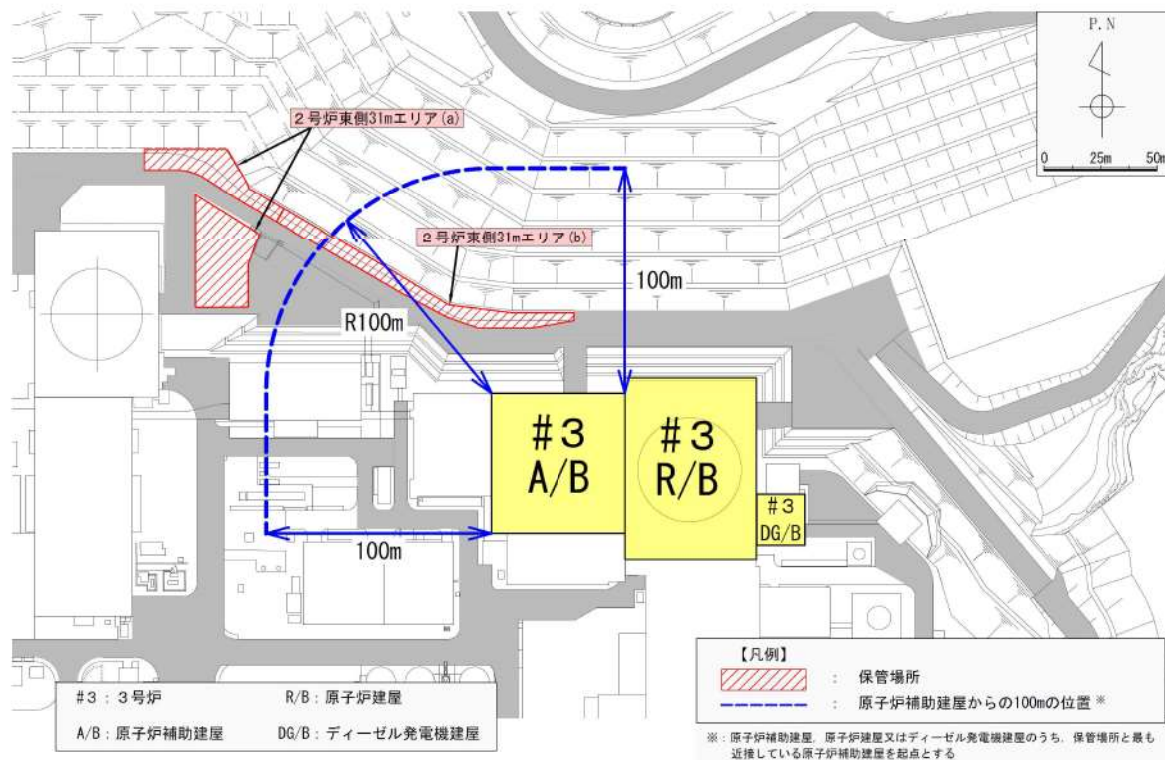 P.N
0 25m 50m
2号炉東側31mエリア(a)
2号炉東側31mエリア(b)
100m
R100m
#3
A/B
#3
R/B
#3
DG/B
100m
#3：3号炉
R/B：原子炉建屋
A/B：原子炉補助建屋
DG/B：ディーゼル発電機建屋
【凡例】
： 保管場所
： 原子炉補助建屋からの100mの位置※
※：原子炉補助建屋，原子炉建屋又はディーゼル発電機建屋のうち，保管場所と最も
近接している原子炉補助建屋を起点とする